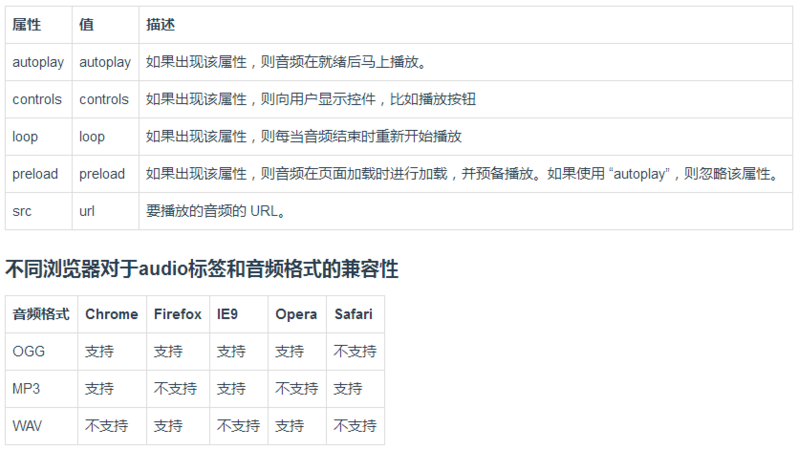 属性 值 描述
autoplay autoplay 如果出现该属性，则音频在就绪后马上播放。
controls controls 如果出现该属性，则向用户显示控件，比如播放按钮
loop loop 如果出现该属性，则每当音频结束时重新开始播放
preload preload 如果出现该属性，则音频在页面加载时进行加载，并预备播放。如果使用 “autoplay”，则忽略该属性。
src url 要播放的音频的 URL。
不同浏览器对于audio标签和音频格式的兼容性
音频格式 Chrome Firefox IE9 Opera Safari
OGG 支持 支持 支持 支持 不支持
MP3 支持 不支持 支持 不支持 支持
WAV 不支持 支持 不支持 支持 不支持